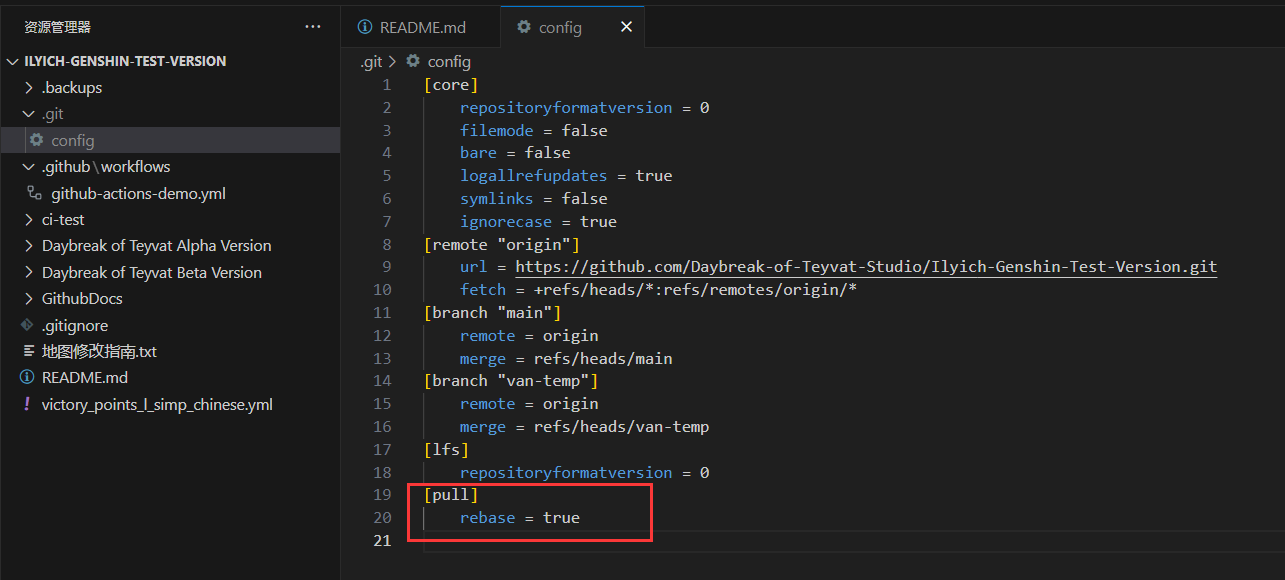 资源管理器
ILYICH-GENSHIN-TEST-VERSION
.backups
.git
config
.github\workflows
github-actions-demo.yml
ci-test
Daybreak of Teyvat Alpha Version
Daybreak of Teyvat Beta Version
GithubDocs
.gitignore
地图修改指南.txt
README.md
victory_points_l_simp_chinese.yml
README.md config
.git > config
1 [core]
2 repositoryformatversion = 0
3 filemode = false
4 bare = false
5 logallrefupdates = true
6 symlinks = false
7 ignorecase = true
8 [remote "origin"]
9 url = https://github.com/Daybreak-of-Teyvat-Studio/Ilyich-Genshin-Test-Version.git
10 fetch = +refs/heads/*:refs/remotes/origin/*
11 [branch "main"]
12 remote = origin
13 merge = refs/heads/main
14 [branch "van-temp"]
15 remote = origin
16 merge = refs/heads/van-temp
17 [lfs]
18 repositoryformatversion = 0
19 [pull]
20 rebase = true
21